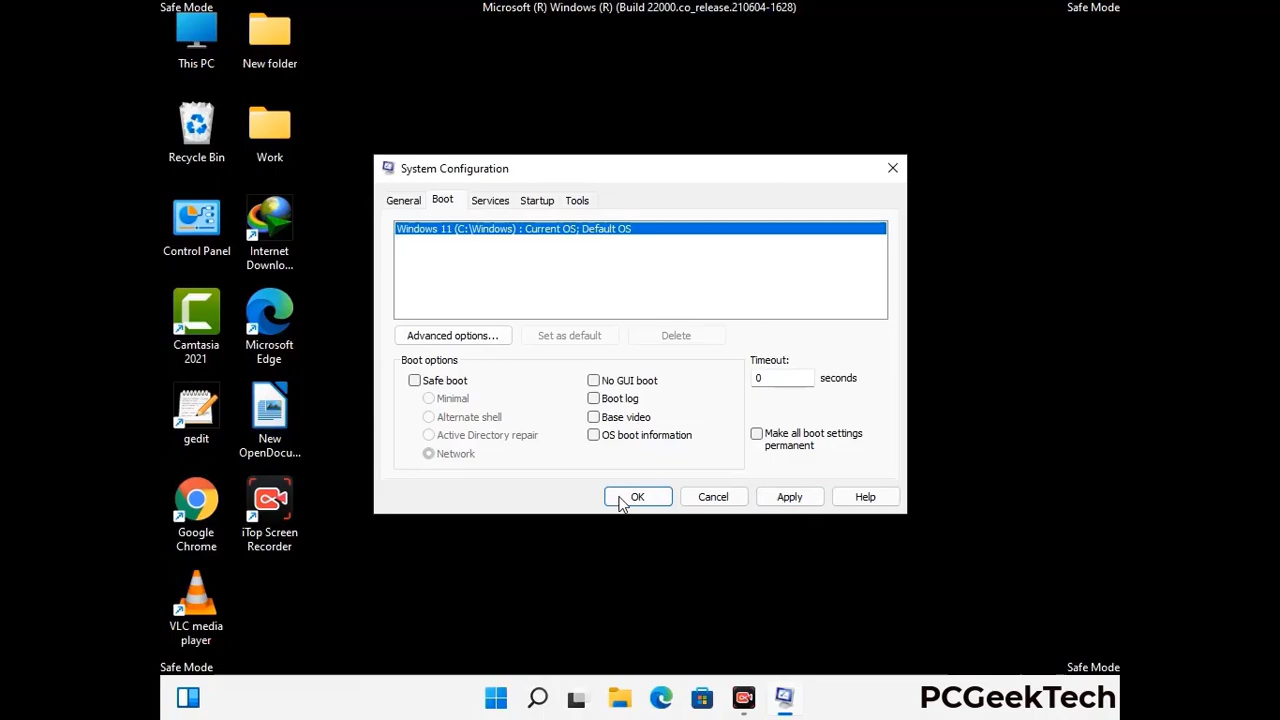 Safe Mode
Microsoft (R) Windows (R) (Build 22000.co_release.210604-1628)
Safe Mode
This PC
New folder
Recycle Bin
Work
Control Panel
Internet
Downlo...
Camtasia
2021
Microsoft
Edge
gedit
New
OpenDocu...
Google
Chrome
iTop Screen
Recorder
VLC media
player
System Configuration
General
Boot
Services
Startup
Tools
Windows 11 (C:\Windows) : Current OS; Default OS
Advanced options...
Set as default
Delete
Boot options
Safe boot
Minimal
Alternate shell
Active Directory repair
Network
No GUI boot
Boot log
Base video
OS boot information
Timeout:
0 seconds
Make all boot settings
permanent
OK
Cancel
Apply
Help
Safe Mode
Safe Mode
PCGeekTech